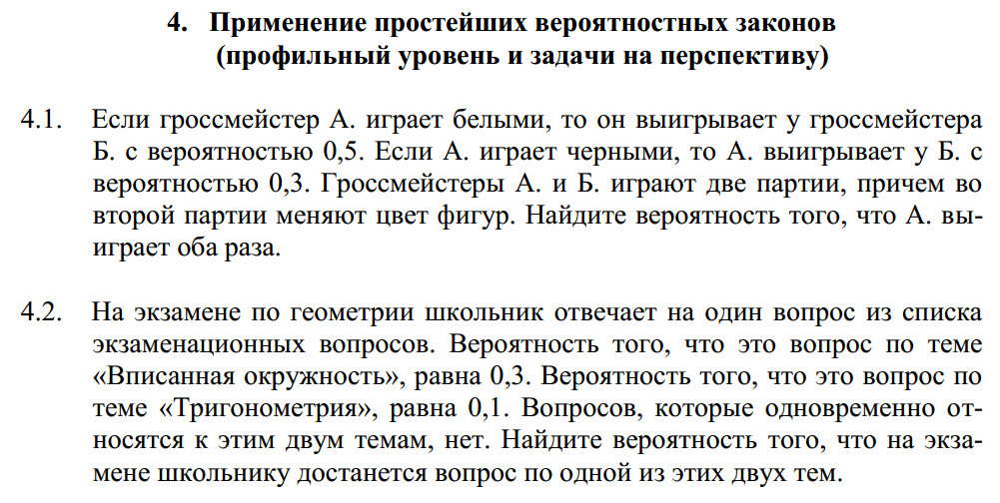 4. Применение простейших вероятностных законов
(профильный уровень и задачи на перспективу)
4.1. Если гроссмейстер А. играет белыми, то он выигрывает у гроссмейстера
Б. с вероятностью 0,5. Если А. играет черными, то А. выигрывает у Б. с
вероятностью 0,3. Гроссмейстеры А. и Б. играют две партии, причем во
второй партии меняют цвет фигур. Найдите вероятность того, что А. вы-
играет оба раза.
4.2. На экзамене по геометрии школьник отвечает на один вопрос из списка
экзаменационных вопросов. Вероятность того, что это вопрос по теме
«Вписанная окружность», равна 0,3. Вероятность того, что это вопрос по
теме «Тригонометрия», равна 0,1. Вопросов, которые одновременно от-
носятся к этим двум темам, нет. Найдите вероятность того, что на экза-
мене школьнику достанется вопрос по одной из этих двух тем.